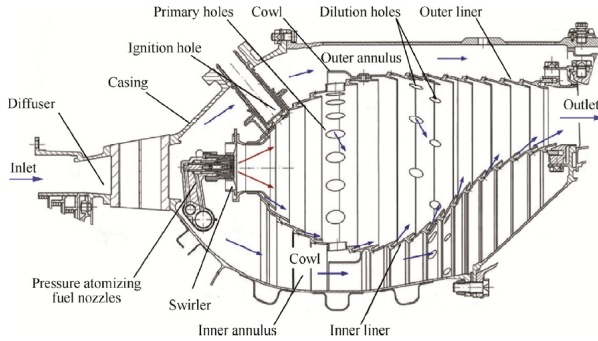 Primary holes
Cowl
Dilution holes
Outer liner
Ignition hole
Outer annulus
Casing
Diffuser
Outlet
Inlet
Cowl
Pressure atomizing
fuel nozzles
Swirler
Inner annulus
Inner liner